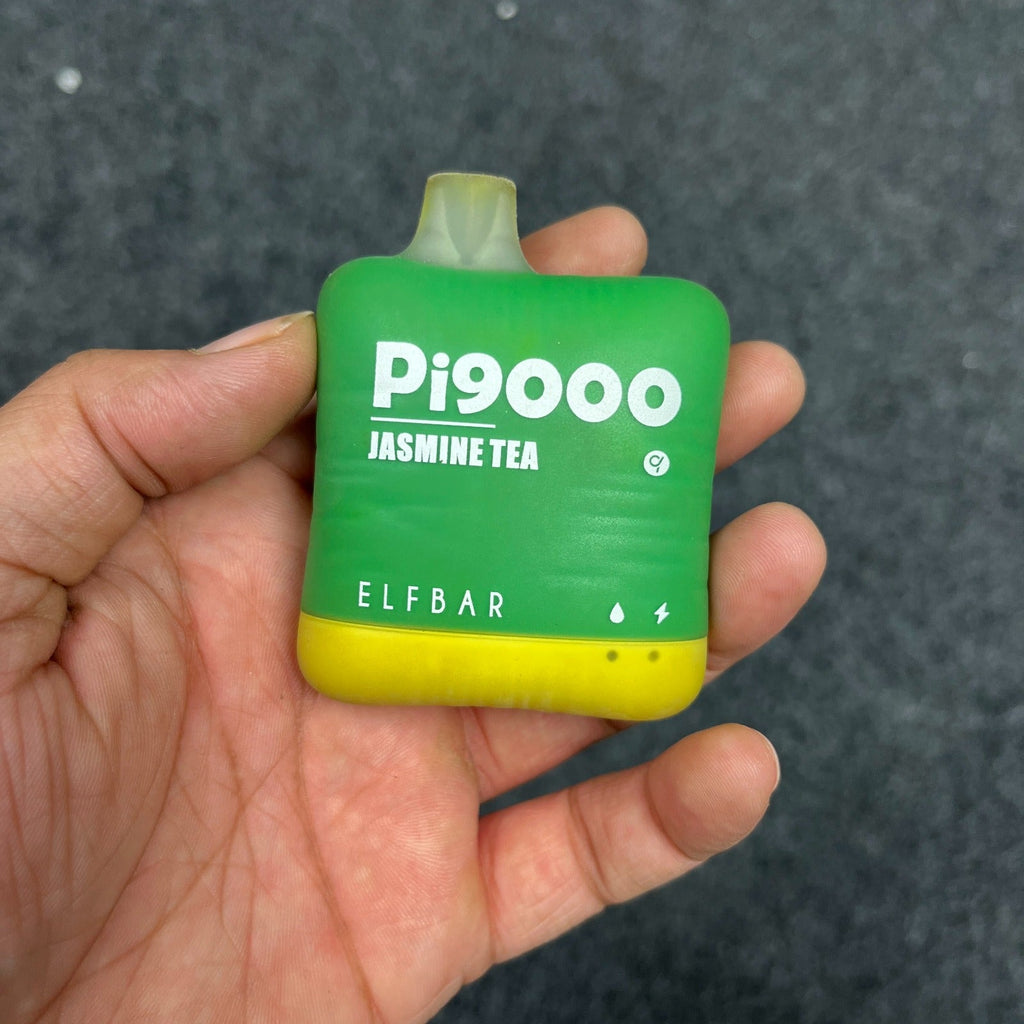 Pi9000
JASMINE TEA
ELFBAR